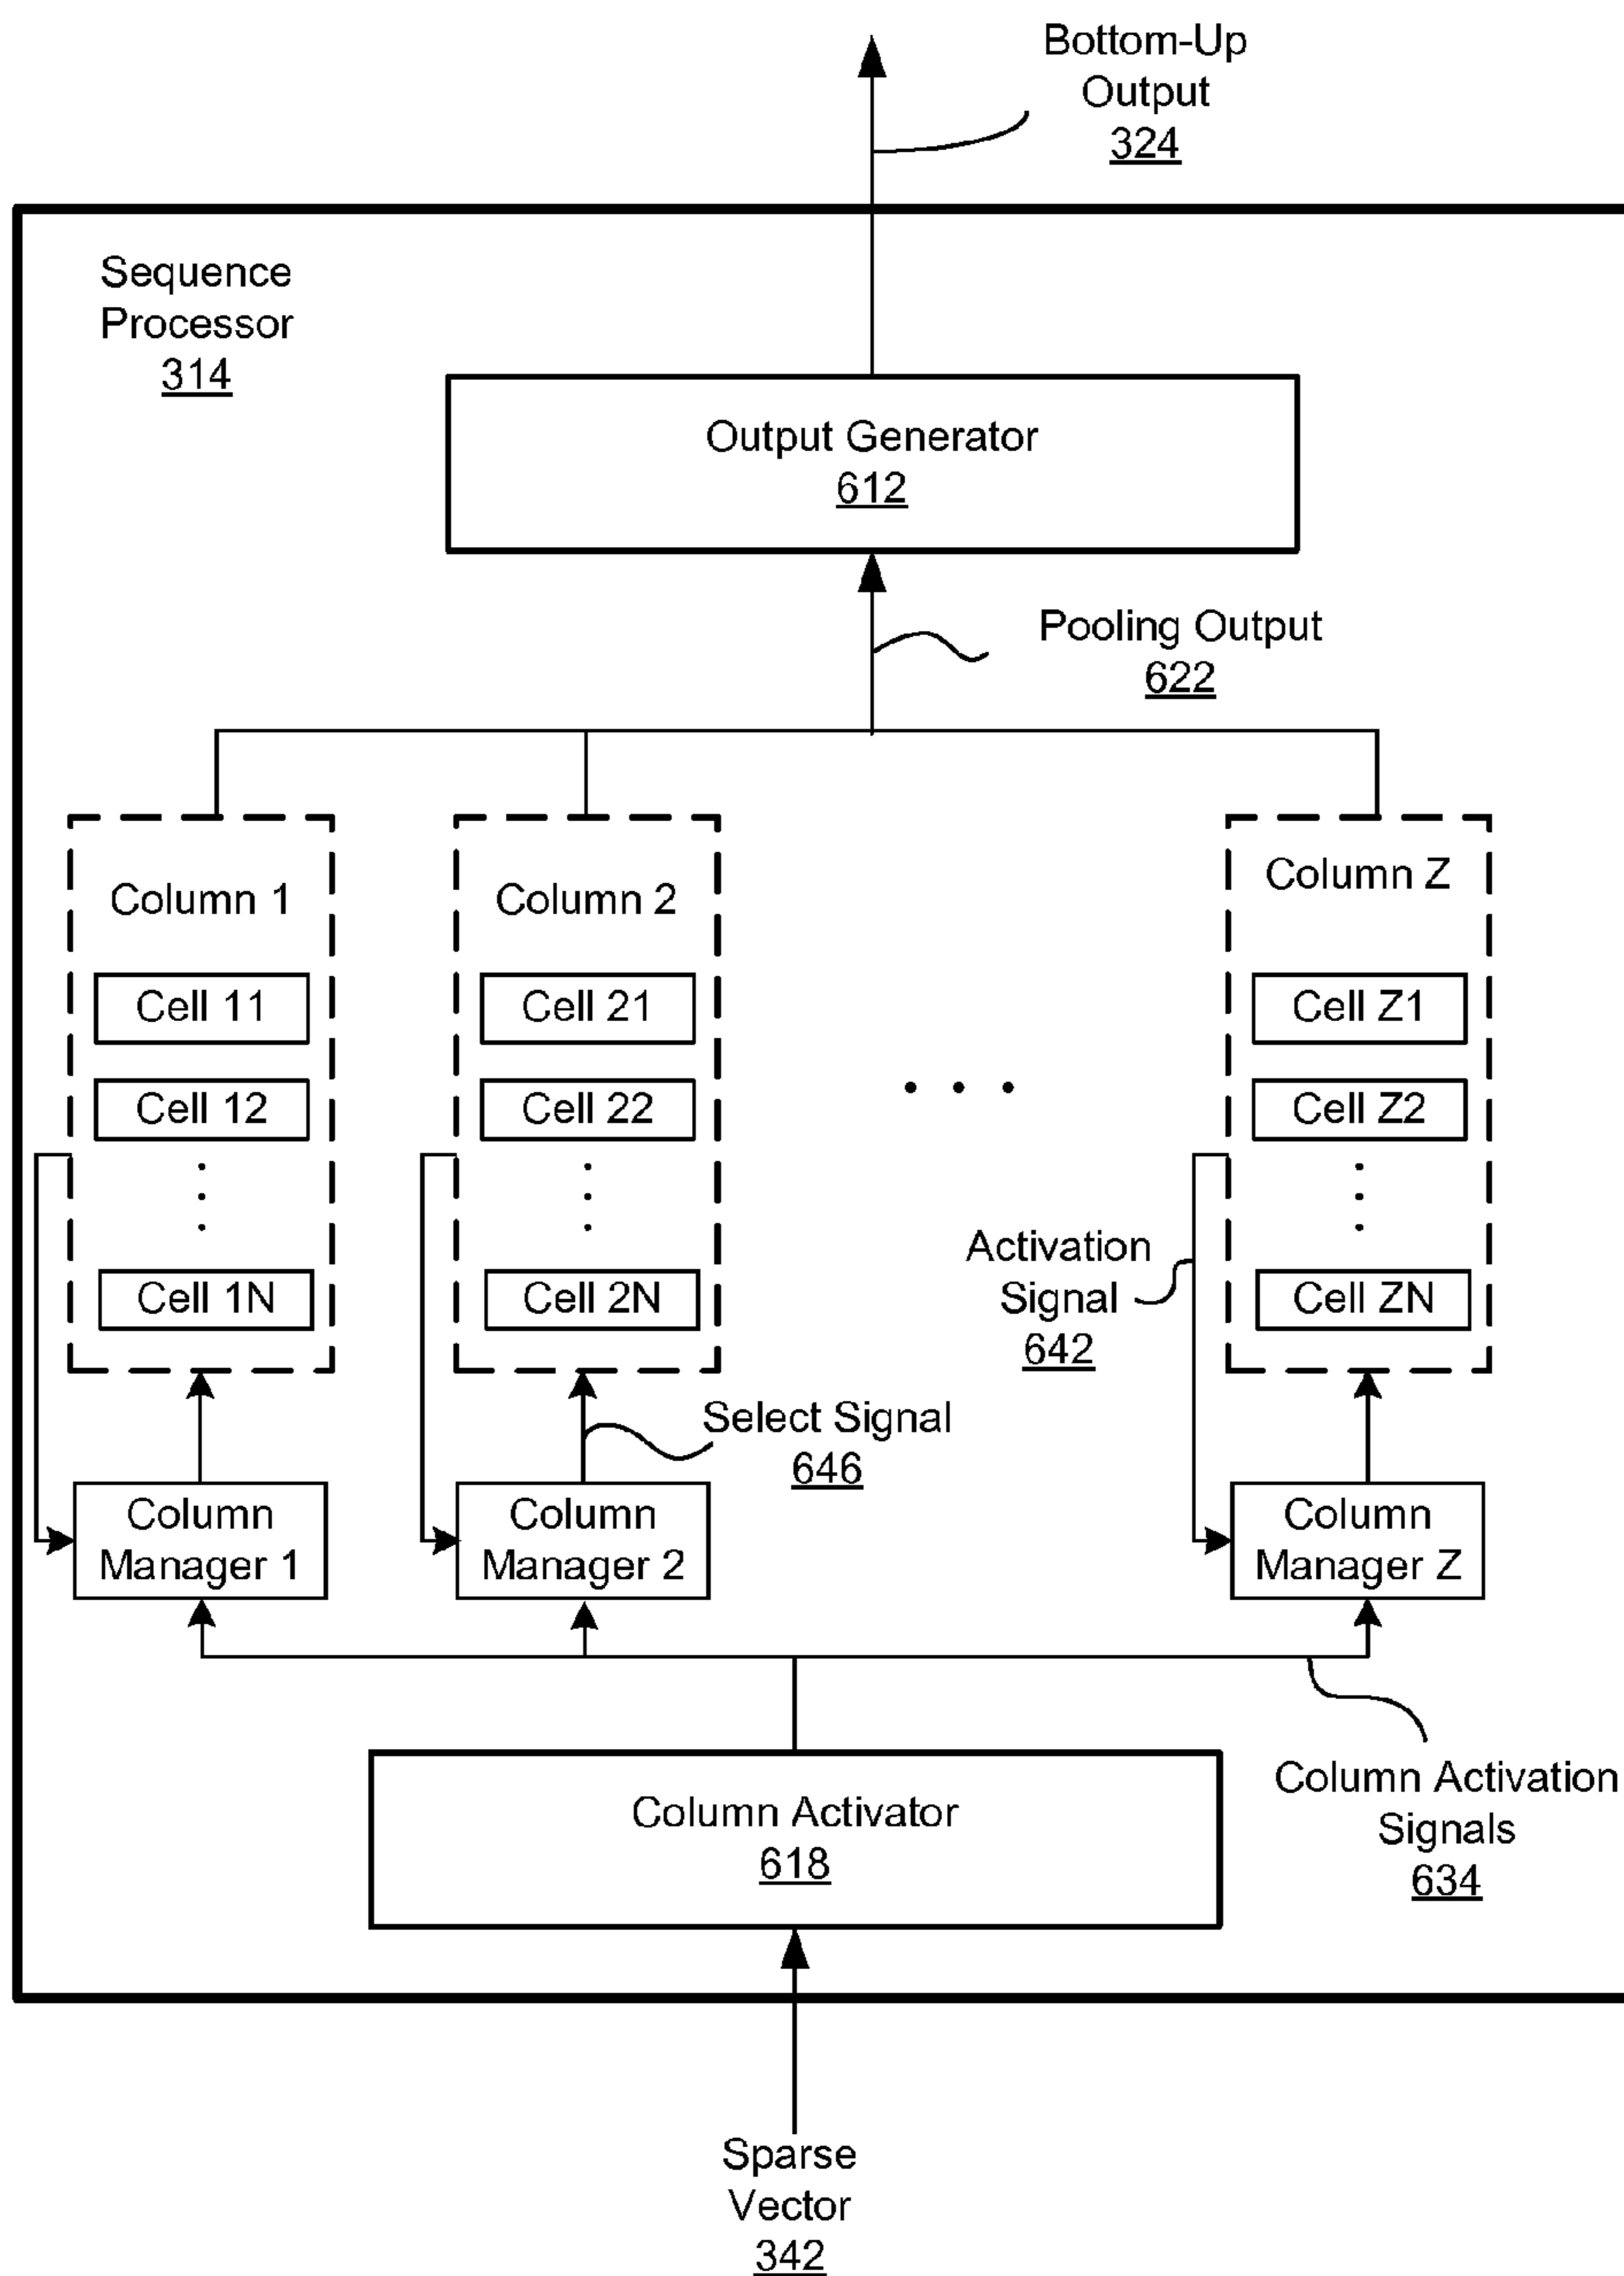 Bottom-Up
Output
324
Sequence
Processor
314
Output Generator
612
Pooling Output
622
Column 1
Column 2
Column Z
Cell 11
Cell 21
Cell Z1
Cell 12
Cell 22
Cell Z2
Activation
Signal
642
Cell 1N
Cell 2N
Cell ZN
Select Signal
646
Column
Manager 1
Column
Manager 2
Column
Manager Z
Column Activation
Signals
634
Column Activator
618
Sparse
Vector
342